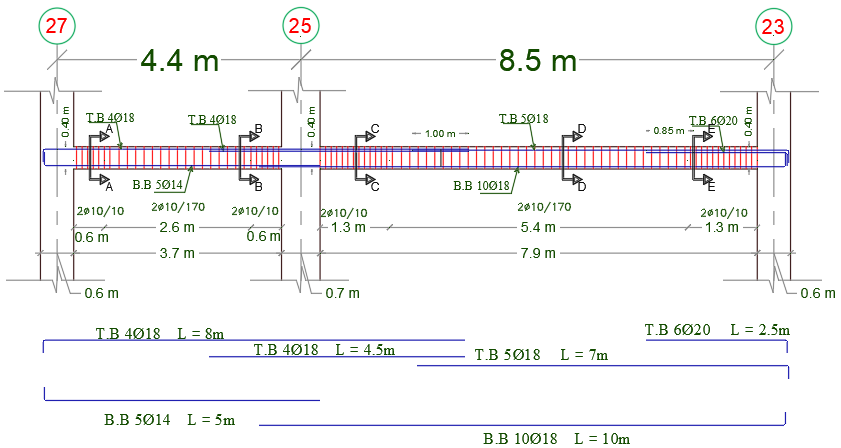 27 25 23
4.4 m 8.5 m
0.40 m T.B 4Ø18 A T.B 4Ø18 B 0.40 m C 1.00 m T.B 5Ø18 D 0.85 m E T.B 6Ø20 0.40 m
A B.B 5Ø14 B C B.B 10Ø18 D E
2ø10/10 2ø10/170 2ø10/10 2ø10/10 2ø10/170 2ø10/10
0.6 m 2.6 m 0.6 m 1.3 m 5.4 m 1.3 m
3.7 m 7.9 m
0.6 m 0.7 m 0.6 m
T.B 4Ø18 L = 8m T.B 6Ø20 L = 2.5m
T.B 4Ø18 L = 4.5m T.B 5Ø18 L = 7m
B.B 5Ø14 L = 5m
B.B 10Ø18 L = 10m